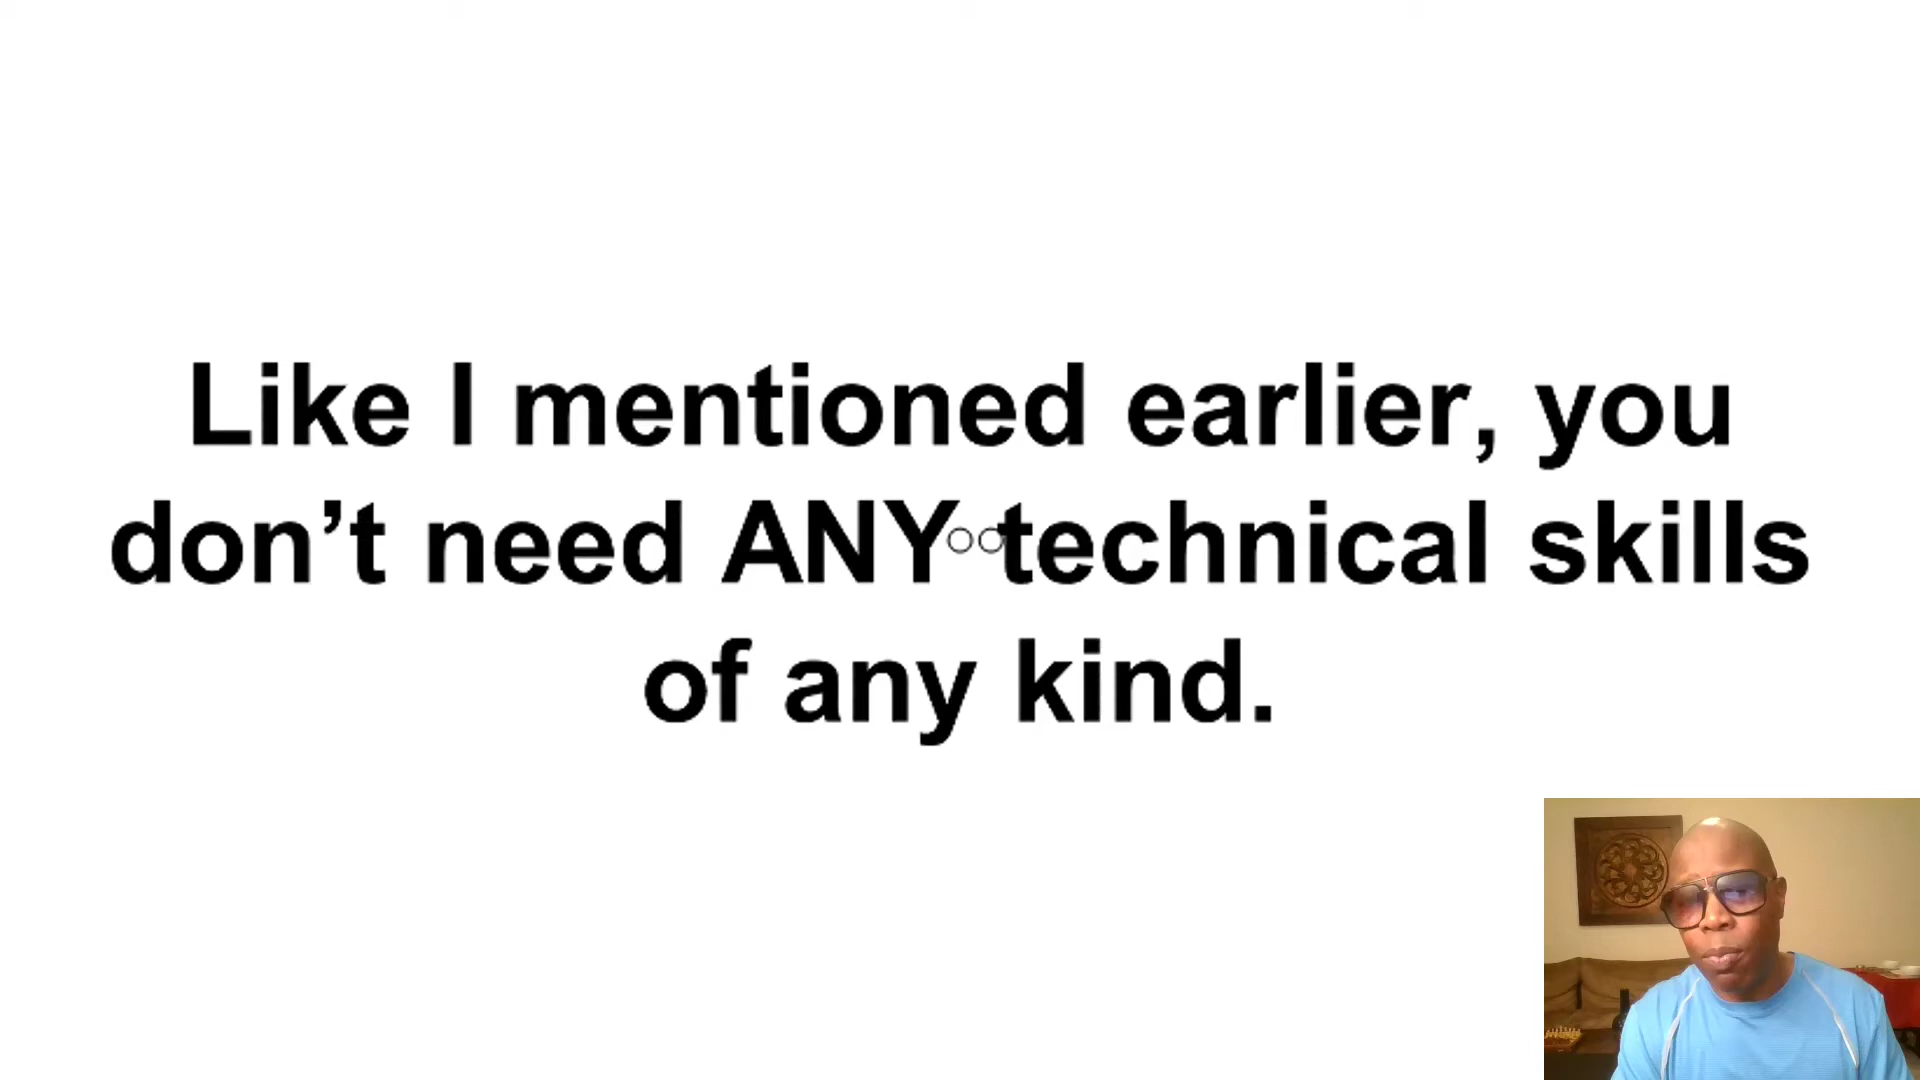 Like I mentioned earlier, you
don’t need ANY technical skills
of any kind.